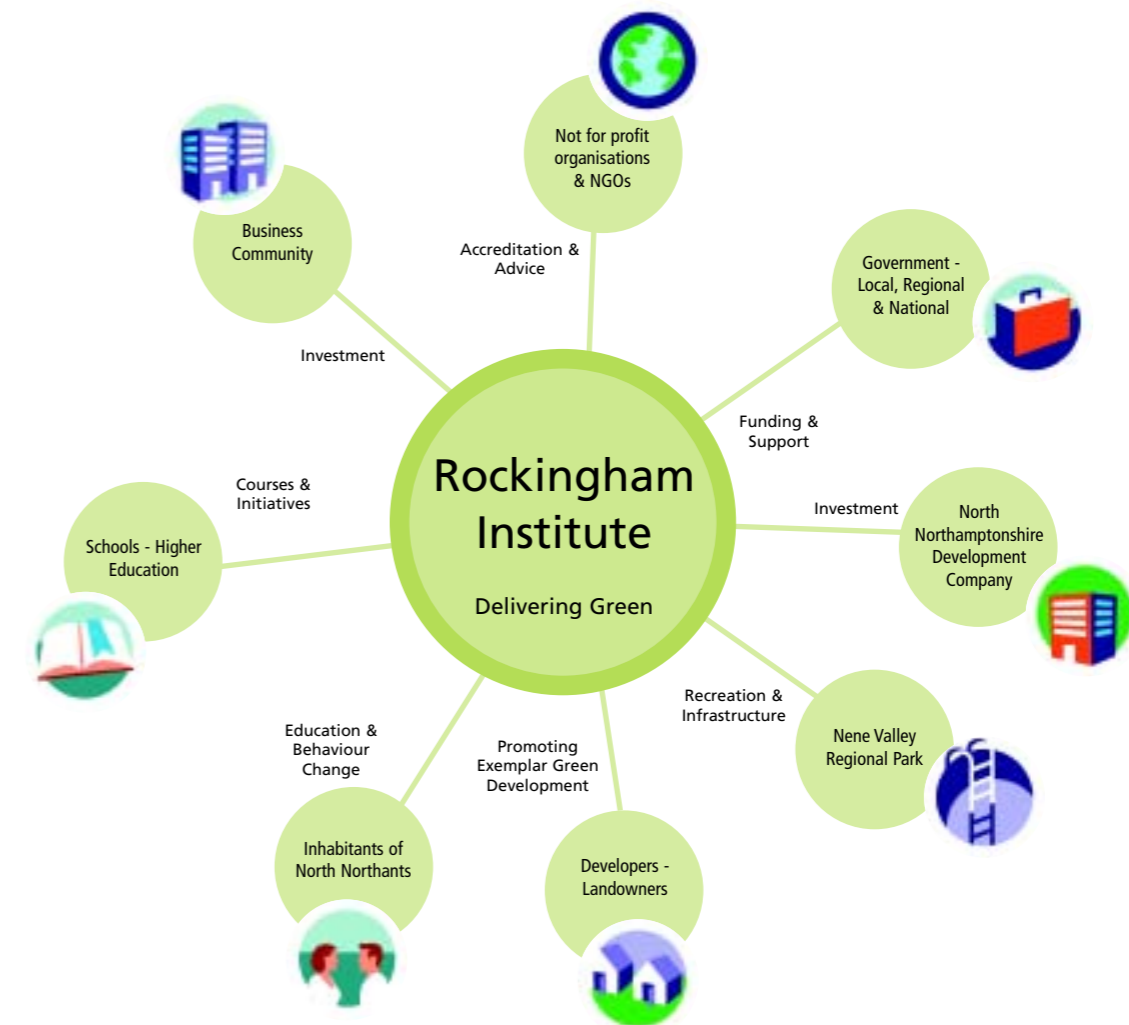 Not for profit
organisations
& NGOs
Business
Community
Accreditation &
Advice
Government -
Local, Regional
& National
Investment
Funding &
Support
Rockingham
Institute
Delivering Green
Courses &
Initiatives
Investment
North
Northamptonshire
Development
Company
Schools - Higher
Education
Recreation &
Infrastructure
Nene Valley
Regional Park
Education &
Behaviour
Change
Promoting
Exemplar Green
Development
Inhabitants of
North Northants
Developers -
Landowners